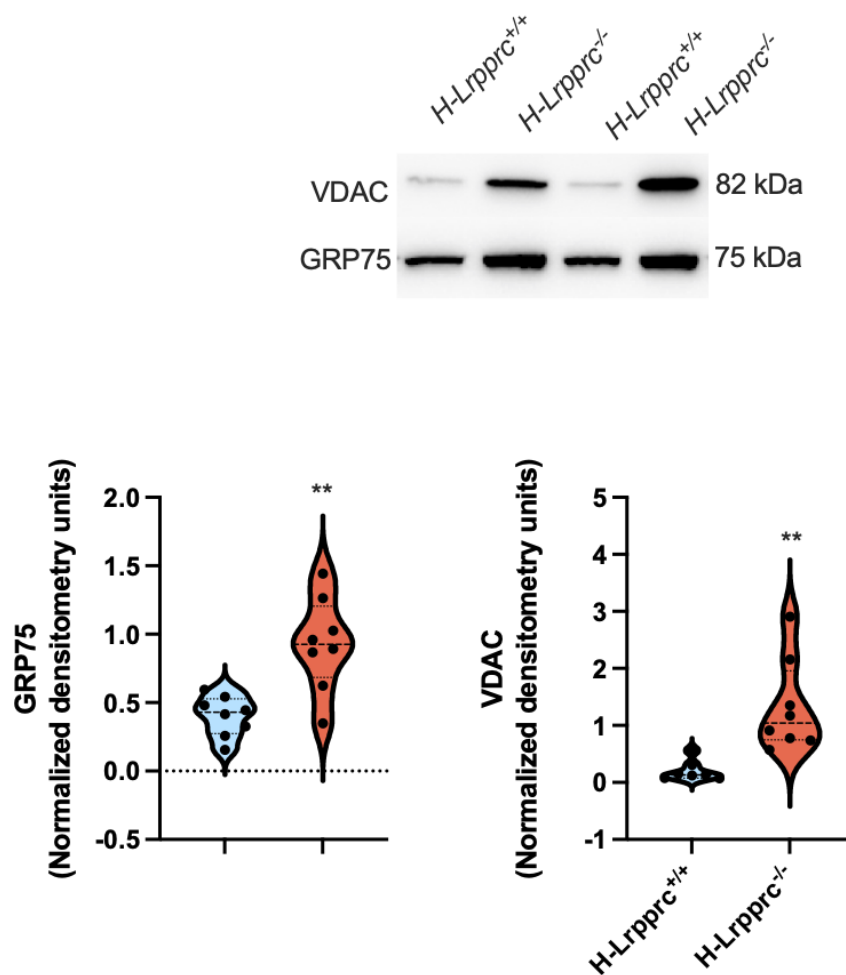 H-Lrpprc+/+ H-Lrpprc-/- H-Lrpprc+/+ H-Lrpprc-/-
VDAC 82 kDa
GRP75 75 kDa
GRP75
(Normalized densitometry units)
2.0
1.5
1.0
0.5
0.0
-0.5
**
VDAC
(Normalized densitometry units)
5
4
3
2
1
0
-1
**
H-Lrpprc+/+
H-Lrpprc-/-